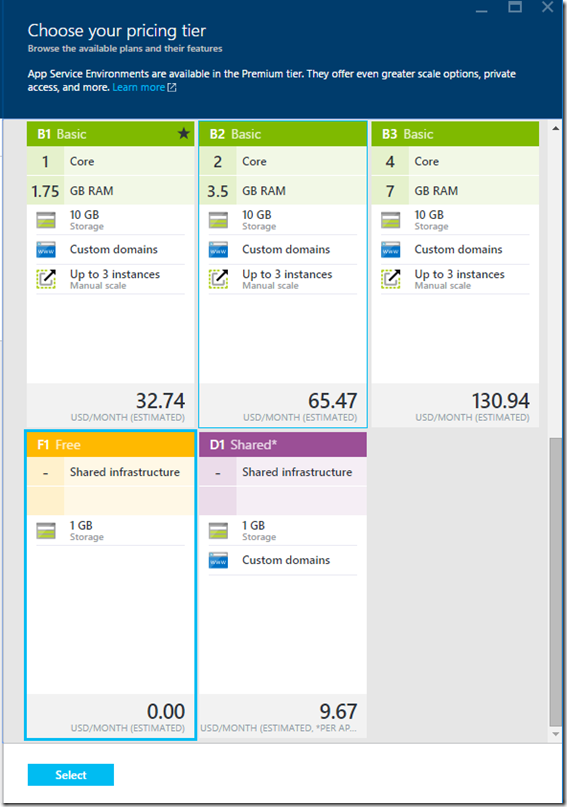 Choose your pricing tier
Browse the available plans and their features
App Service Environments are available in the Premium tier. They offer even greater scale options, private
access, and more. Learn more
B1 Basic
1 Core
1.75 GB RAM
10 GB
Storage
WWW
Custom domains
Up to 3 instances
Manual scale
32.74
USD/MONTH (ESTIMATED)
B2 Basic
2 Core
3.5 GB RAM
10 GB
Storage
WWW
Custom domains
Up to 3 instances
Manual scale
65.47
USD/MONTH (ESTIMATED)
B3 Basic
4 Core
7 GB RAM
10 GB
Storage
WWW
Custom domains
Up to 3 instances
Manual scale
130.94
USD/MONTH (ESTIMATED)
F1 Free
- Shared infrastructure
1 GB
Storage
0.00
USD/MONTH (ESTIMATED)
D1 Shared*
- Shared infrastructure
1 GB
Storage
WWW
Custom domains
9.67
USD/MONTH (ESTIMATED, *PER AP...
Select